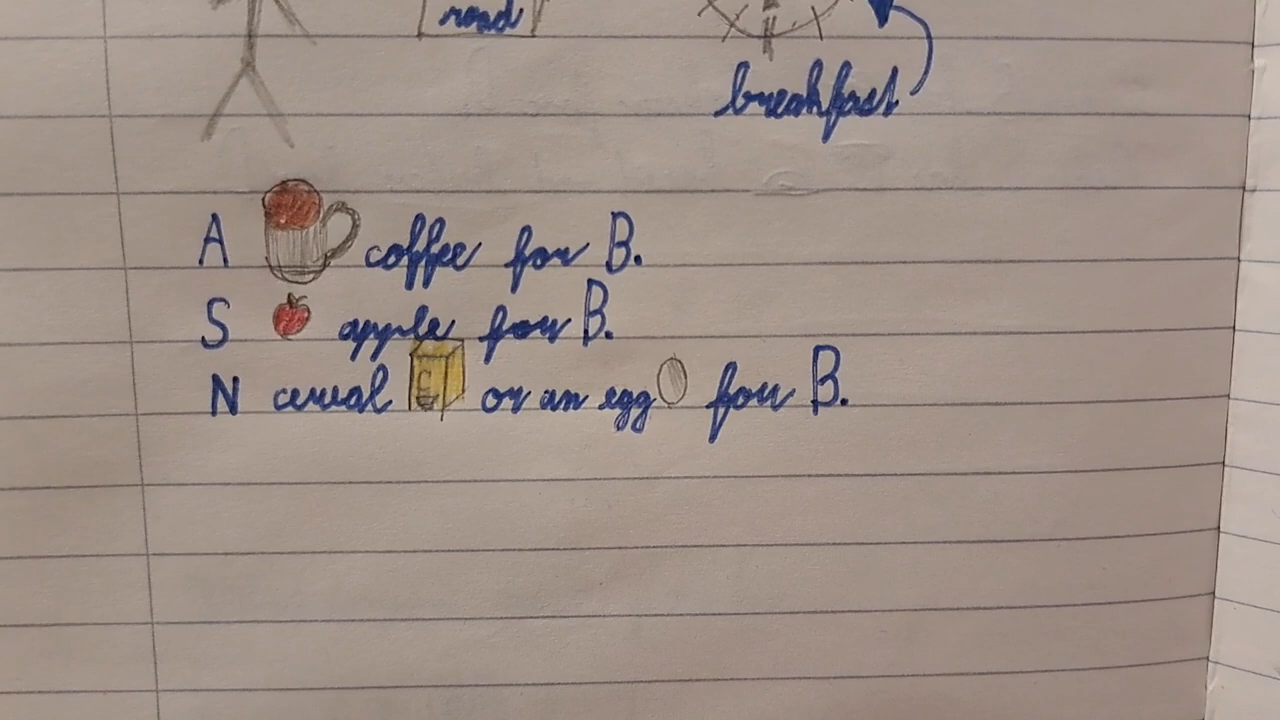 road
breakfast
A coffee for B.
S apple for B.
N cereal C or an egg for B.